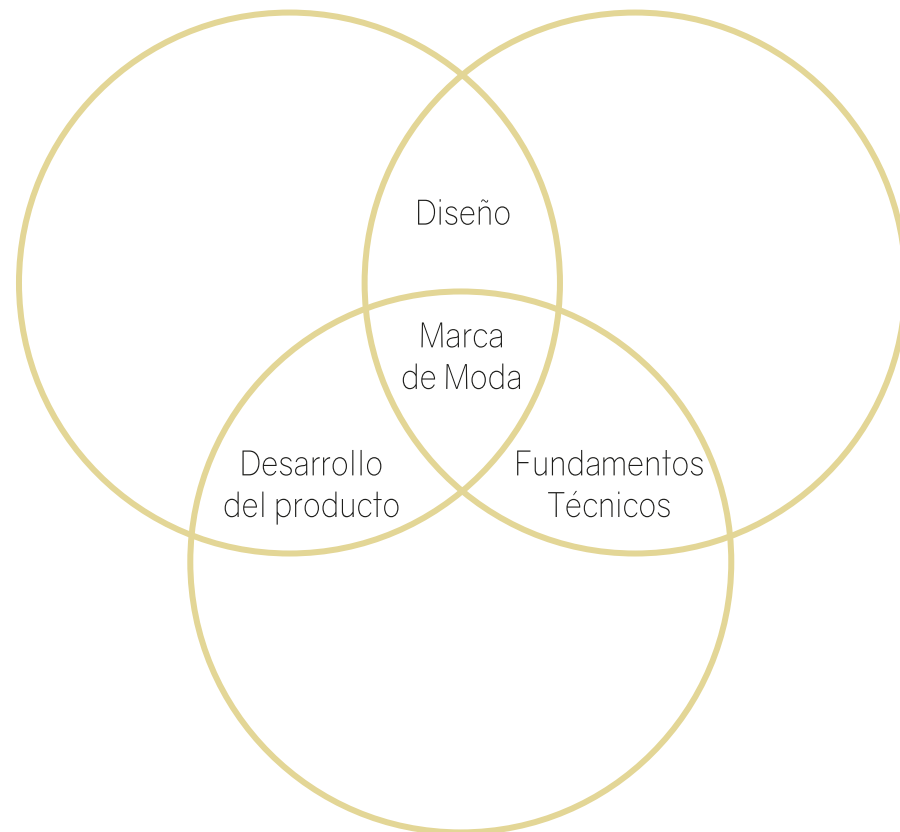 Diseño
Marca
de Moda
Desarrollo
del producto
Fundamentos
Técnicos